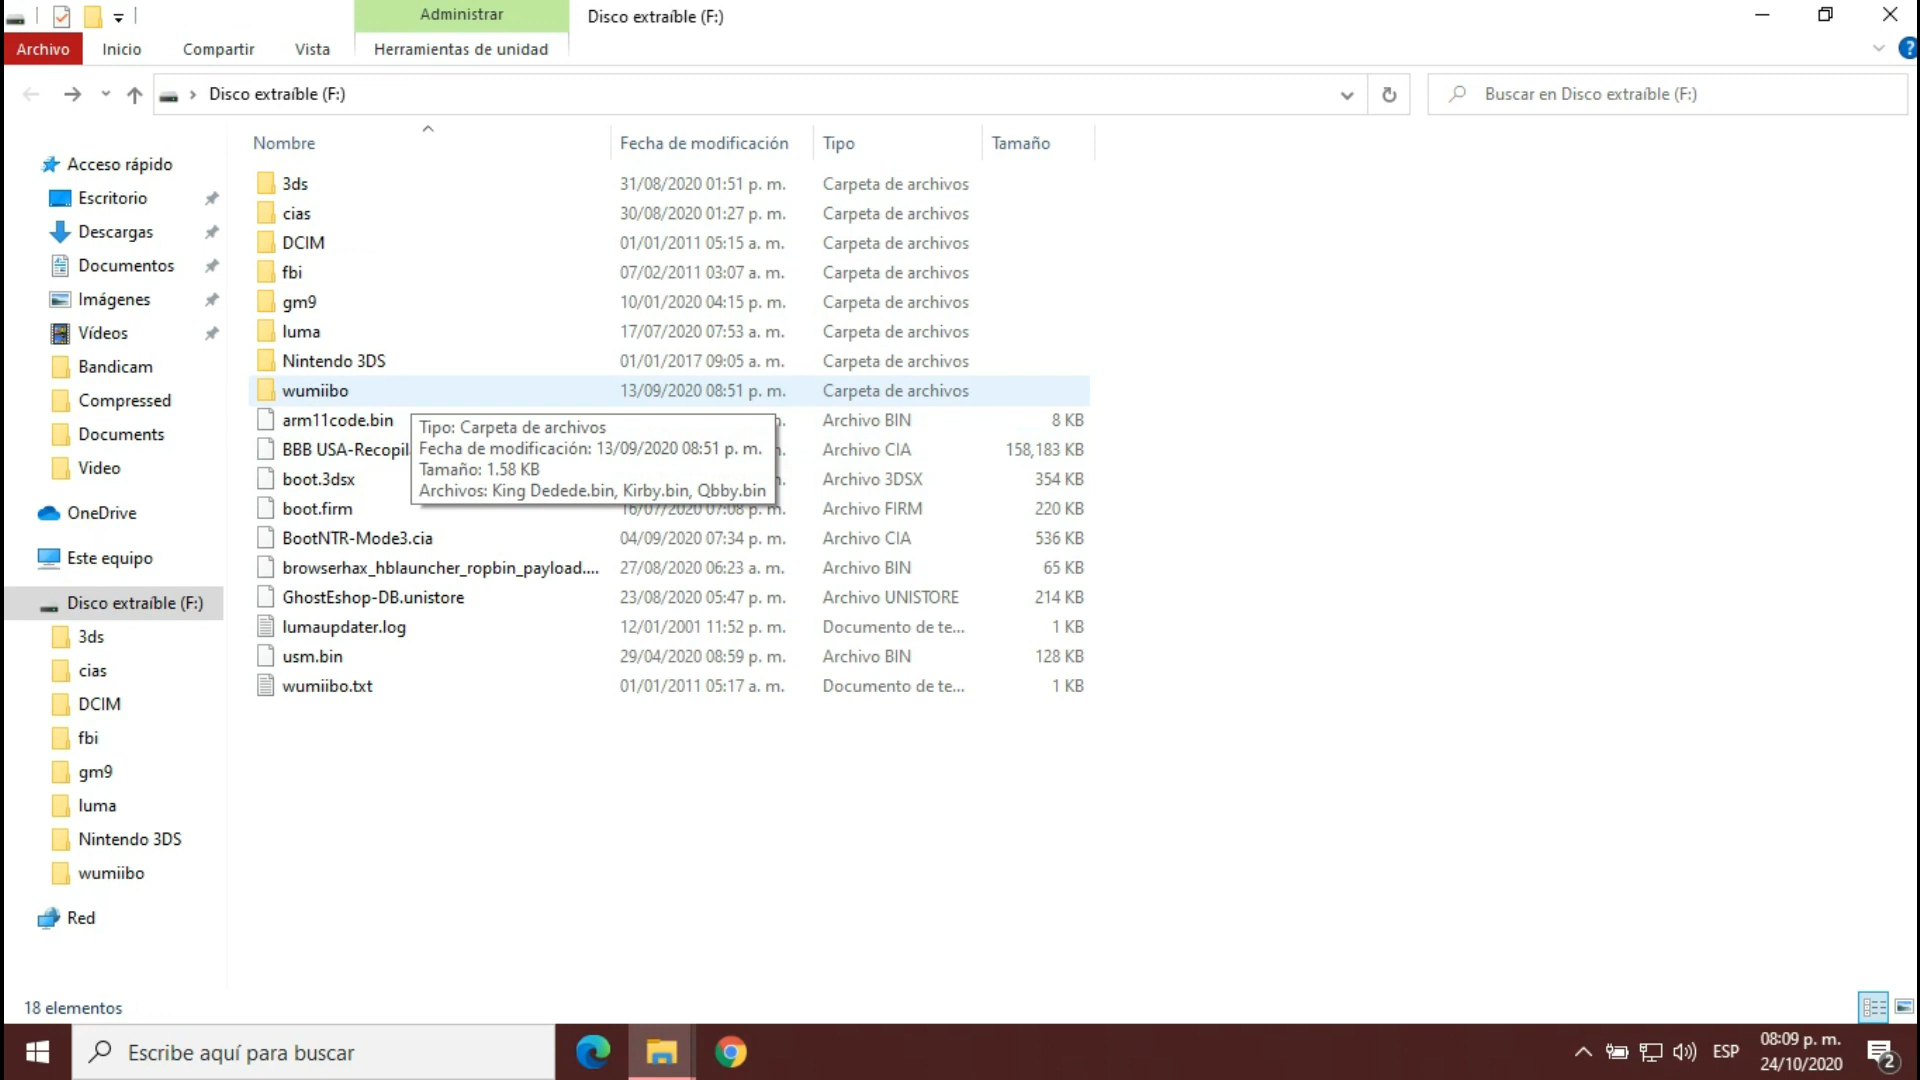 Administrar
Disco extraíble (F:)
Archivo
Inicio
Compartir
Vista
Herramientas de unidad
?
Disco extraíble (F:)
Buscar en Disco extraíble (F:)
Nombre
Fecha de modificación
Tipo
Tamaño
Acceso rápido
Escritorio
Descargas
Documentos
Imágenes
Vídeos
Bandicam
Compressed
Documents
Video
OneDrive
Este equipo
Disco extraíble (F:)
3ds
cias
DCIM
fbi
gm9
luma
Nintendo 3DS
wumiibo
Red
3ds 31/08/2020 01:51 p. m. Carpeta de archivos
cias 30/08/2020 01:27 p. m. Carpeta de archivos
DCIM 01/01/2011 05:15 a. m. Carpeta de archivos
fbi 07/02/2011 03:07 a. m. Carpeta de archivos
gm9 10/01/2020 04:15 p. m. Carpeta de archivos
luma 17/07/2020 07:53 a. m. Carpeta de archivos
Nintendo 3DS 01/01/2017 09:05 a. m. Carpeta de archivos
wumiibo 13/09/2020 08:51 p. m. Carpeta de archivos
arm11code.bin Archivo BIN 8 KB
BBB USA-Recopil Archivo CIA 158,183 KB
boot.3dsx Archivo 3DSX 354 KB
boot.firm 16/07/2020 07:08 p. m. Archivo FIRM 220 KB
BootNTR-Mode3.cia 04/09/2020 07:34 p. m. Archivo CIA 536 KB
browserhax_hblauncher_ropbin_payload.... 27/08/2020 06:23 a. m. Archivo BIN 65 KB
GhostEshop-DB.unistore 23/08/2020 05:47 p. m. Archivo UNISTORE 214 KB
lumaupdater.log 12/01/2001 11:52 p. m. Documento de te... 1 KB
usm.bin 29/04/2020 08:59 p. m. Archivo BIN 128 KB
wumiibo.txt 01/01/2011 05:17 a. m. Documento de te... 1 KB
Tipo: Carpeta de archivos
Fecha de modificación: 13/09/2020 08:51 p. m.
Tamaño: 1.58 KB
Archivos: King Dedede.bin, Kirby.bin, Qbby.bin
18 elementos
Escribe aquí para buscar
ESP
08:09 p. m.
24/10/2020
2